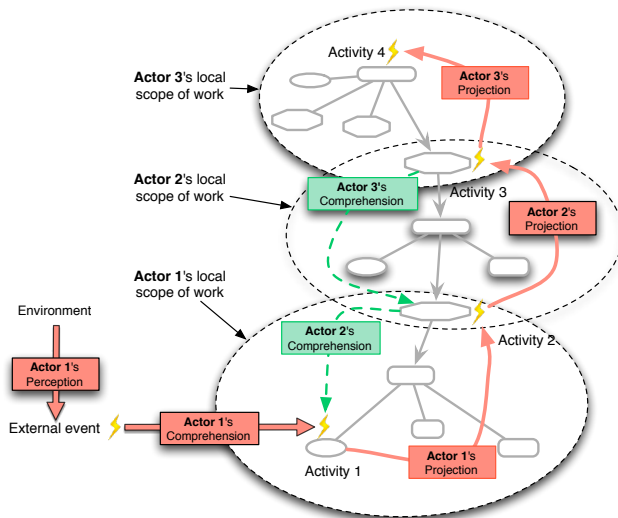 Activity 4
Actor 3's local
scope of work
Actor 3's
Projection
Actor 2's local
scope of work
Actor 3's
Comprehension
Activity 3
Actor 2's
Projection
Actor 1's local
scope of work
Environment
Actor 2's
Comprehension
Activity 2
Actor 1's
Perception
External event
Actor 1's
Comprehension
Activity 1
Actor 1's
Projection